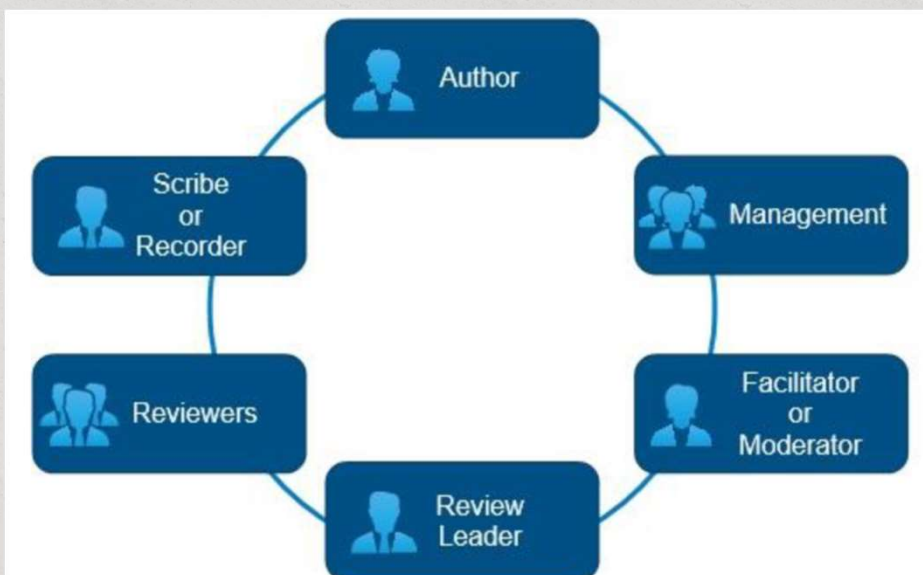 Author
Management
Facilitator
or
Moderator
Review
Leader
Reviewers
Scribe
or
Recorder